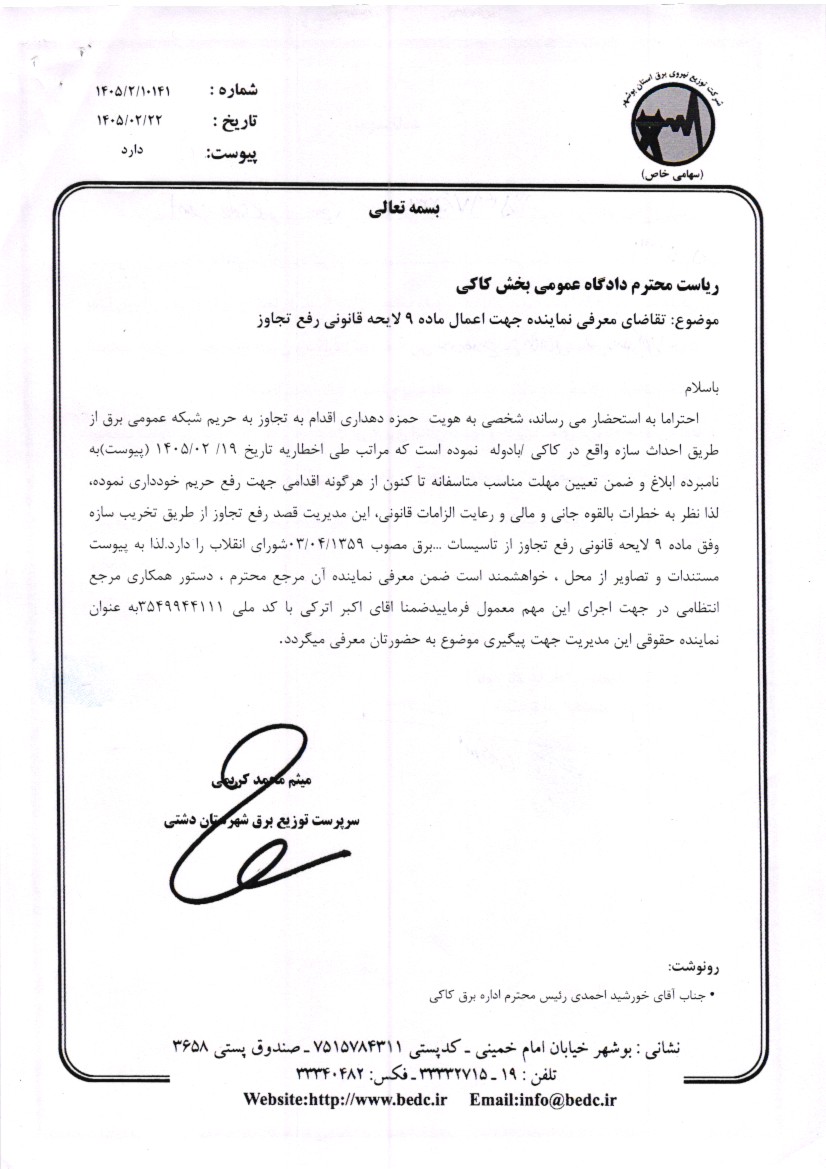 شرکت توزیع نیروی برق استان بوشهر
(سهامی خاص)
شماره : ۱۴۰۵/۲/۱۰۱۴۱
تاریخ : ۱۴۰۵/۰۲/۲۲
پیوست: دارد
بسمه تعالی
ریاست محترم دادگاه عمومی بخش کاکی
موضوع: تقاضای معرفی نماینده جهت اعمال ماده ۹ لایحه قانونی رفع تجاوز
باسلام
احتراما به استحضار می رساند، شخصی به هویت حمزه دهداری اقدام به تجاوز به حریم شبکه عمومی برق از
طریق احداث سازه واقع در کاکی /بادوله نموده است که مراتب طی اخطاریه تاریخ ۱۹/ ۱۴۰۵/۰۲ (پیوست)به
نامبرده ابلاغ و ضمن تعیین مهلت مناسب متاسفانه تا کنون از هرگونه اقدامی جهت رفع حریم خودداری نموده،
لذا نظر به خطرات بالقوه جانی و مالی و رعایت الزامات قانونی، این مدیریت قصد رفع تجاوز از طریق تخریب سازه
وفق ماده ۹ لایحه قانونی رفع تجاوز از تاسیسات ...برق مصوب ۰۳/۰۴/۱۳۵۹شورای انقلاب را دارد.لذا به پیوست
مستندات و تصاویر از محل ، خواهشمند است ضمن معرفی نماینده آن مرجع محترم ، دستور همکاری مرجع
انتظامی در جهت اجرای این مهم معمول فرماییدضمنا اقای اکبر اترکی با کد ملی ۳۵۴۹۹۴۴۱۱۱به عنوان
نماینده حقوقی این مدیریت جهت پیگیری موضوع به حضورتان معرفی میگردد.
میثم محمد کریمی
سرپرست توزیع برق شهرستان دشتی
رونوشت:
• جناب آقای خورشید احمدی رئیس محترم اداره برق کاکی
نشانی : بوشهر خیابان امام خمینی ـ کدپستی ۷۵۱۵۷۸۴۳۱۱ ـ صندوق پستی ۳۶۵۸
تلفن : ۱۹ ـ ۳۳۳۳۲۷۱۵ ـ فکس: ۳۳۳۴۰۴۸۲
Website:http://www.bedc.ir Email:info@bedc.ir